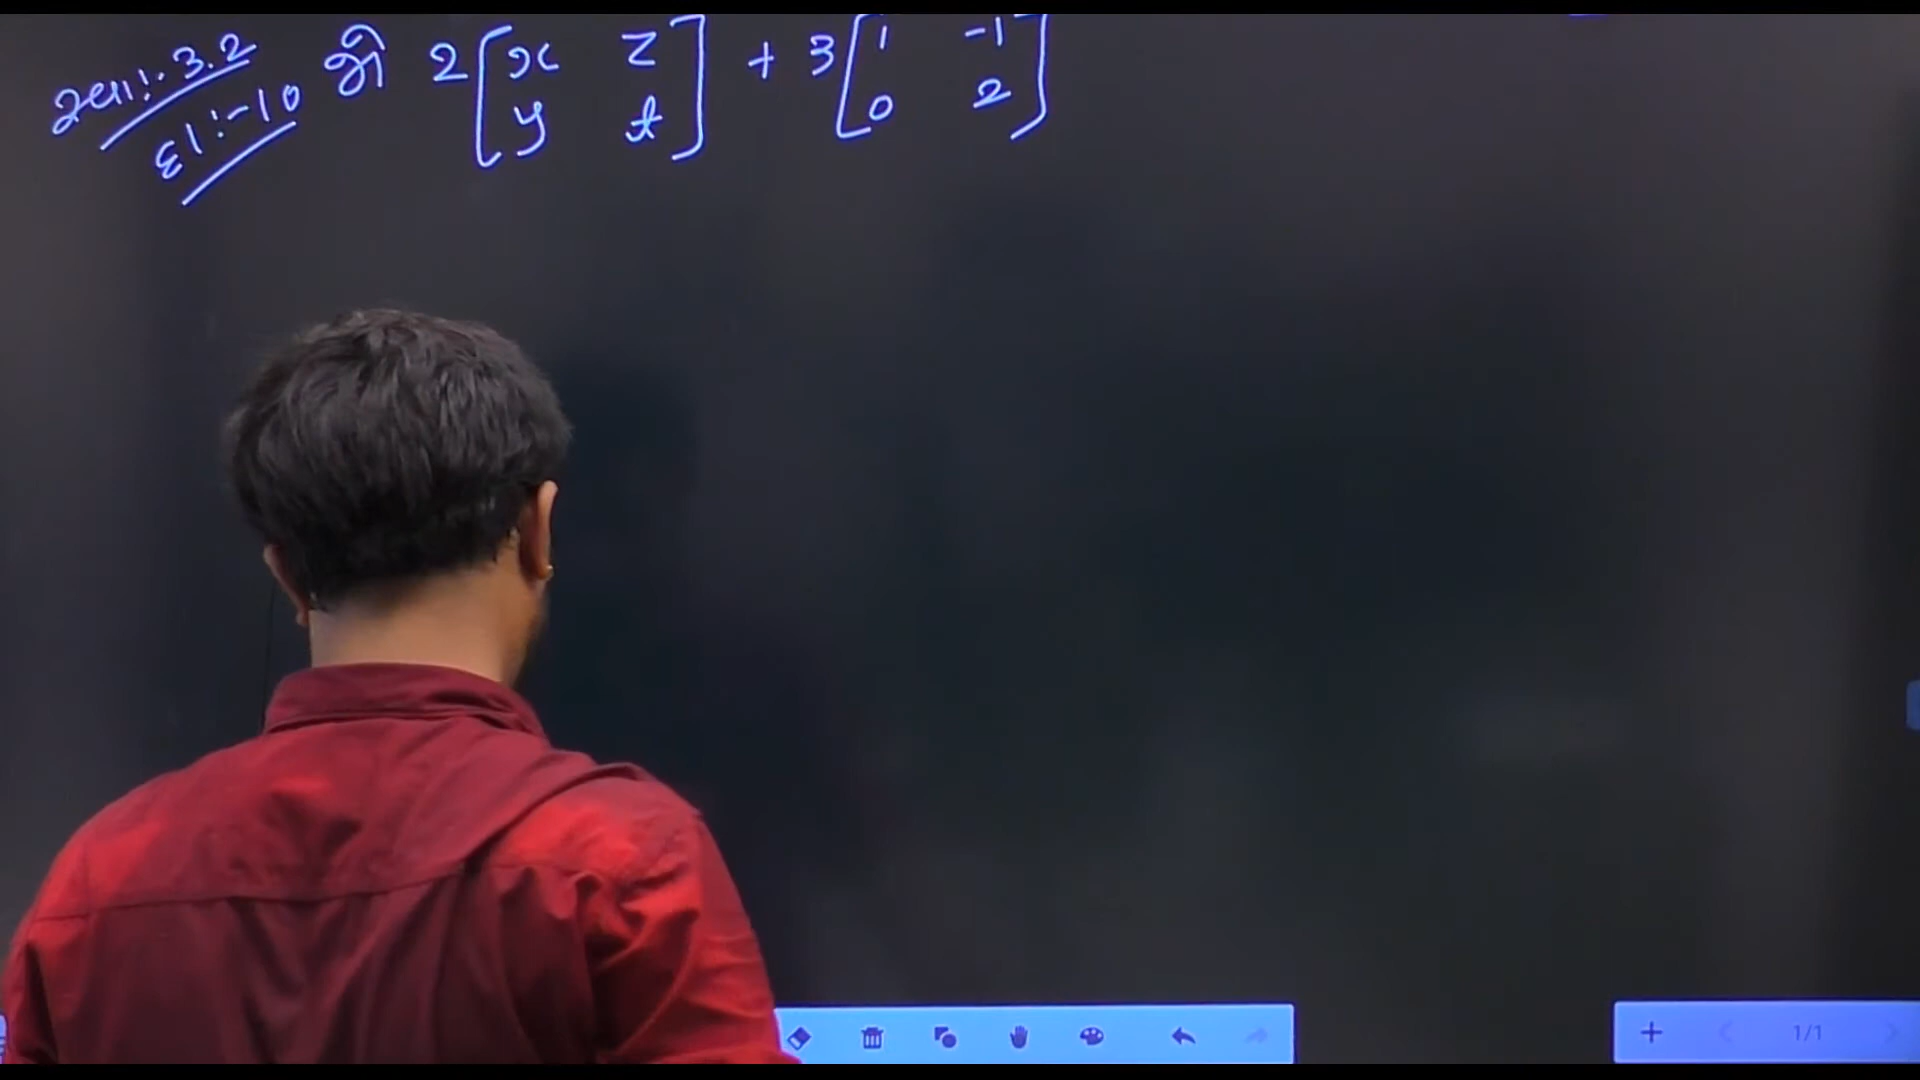 સ્વા:- 3.2 જો 2[x z] + 3[1 -1]
દા:-10 [y t] [0 2]
1/1